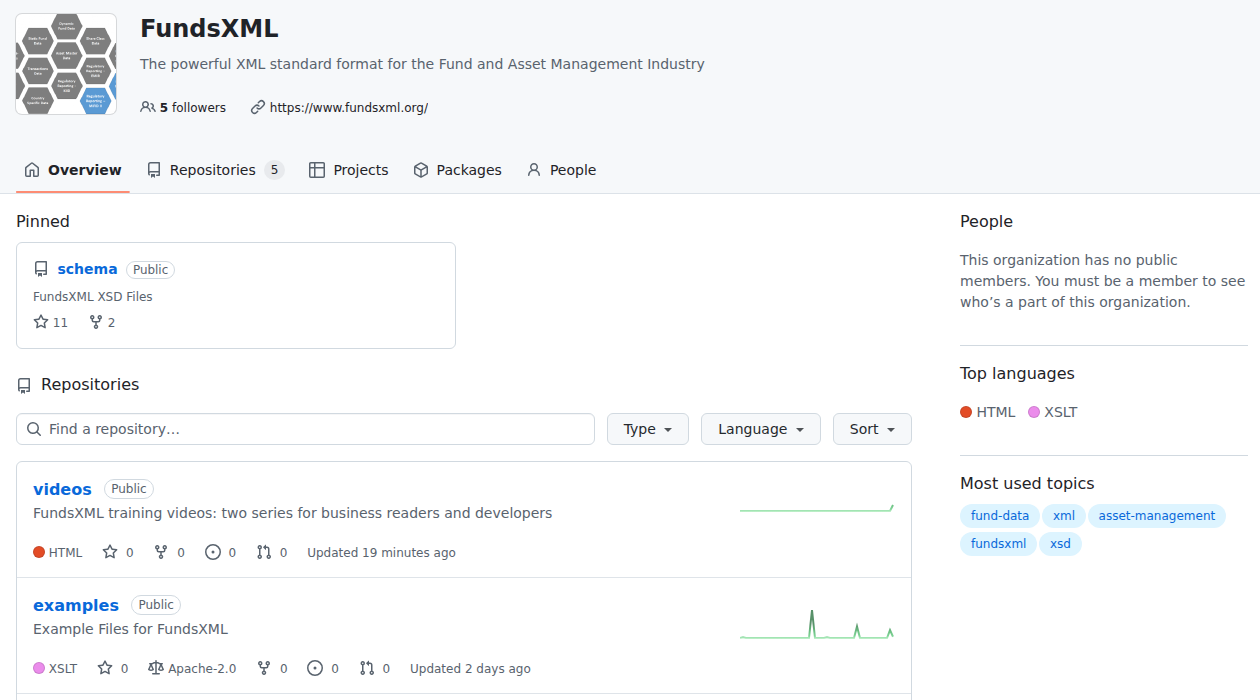 FundsXML
The powerful XML standard format for the Fund and Asset Management Industry
5 followers https://www.fundsxml.org/
Overview Repositories 5 Projects Packages People
Pinned
schema Public
FundsXML XSD Files
11 2
Repositories
Find a repository… Type Language Sort
videos Public
FundsXML training videos: two series for business readers and developers
HTML 0 0 0 0 Updated 19 minutes ago
examples Public
Example Files for FundsXML
XSLT 0 Apache-2.0 0 0 0 Updated 2 days ago
People
This organization has no public
members. You must be a member to see
who's a part of this organization.
Top languages
HTML XSLT
Most used topics
fund-data xml asset-management
fundsxml xsd